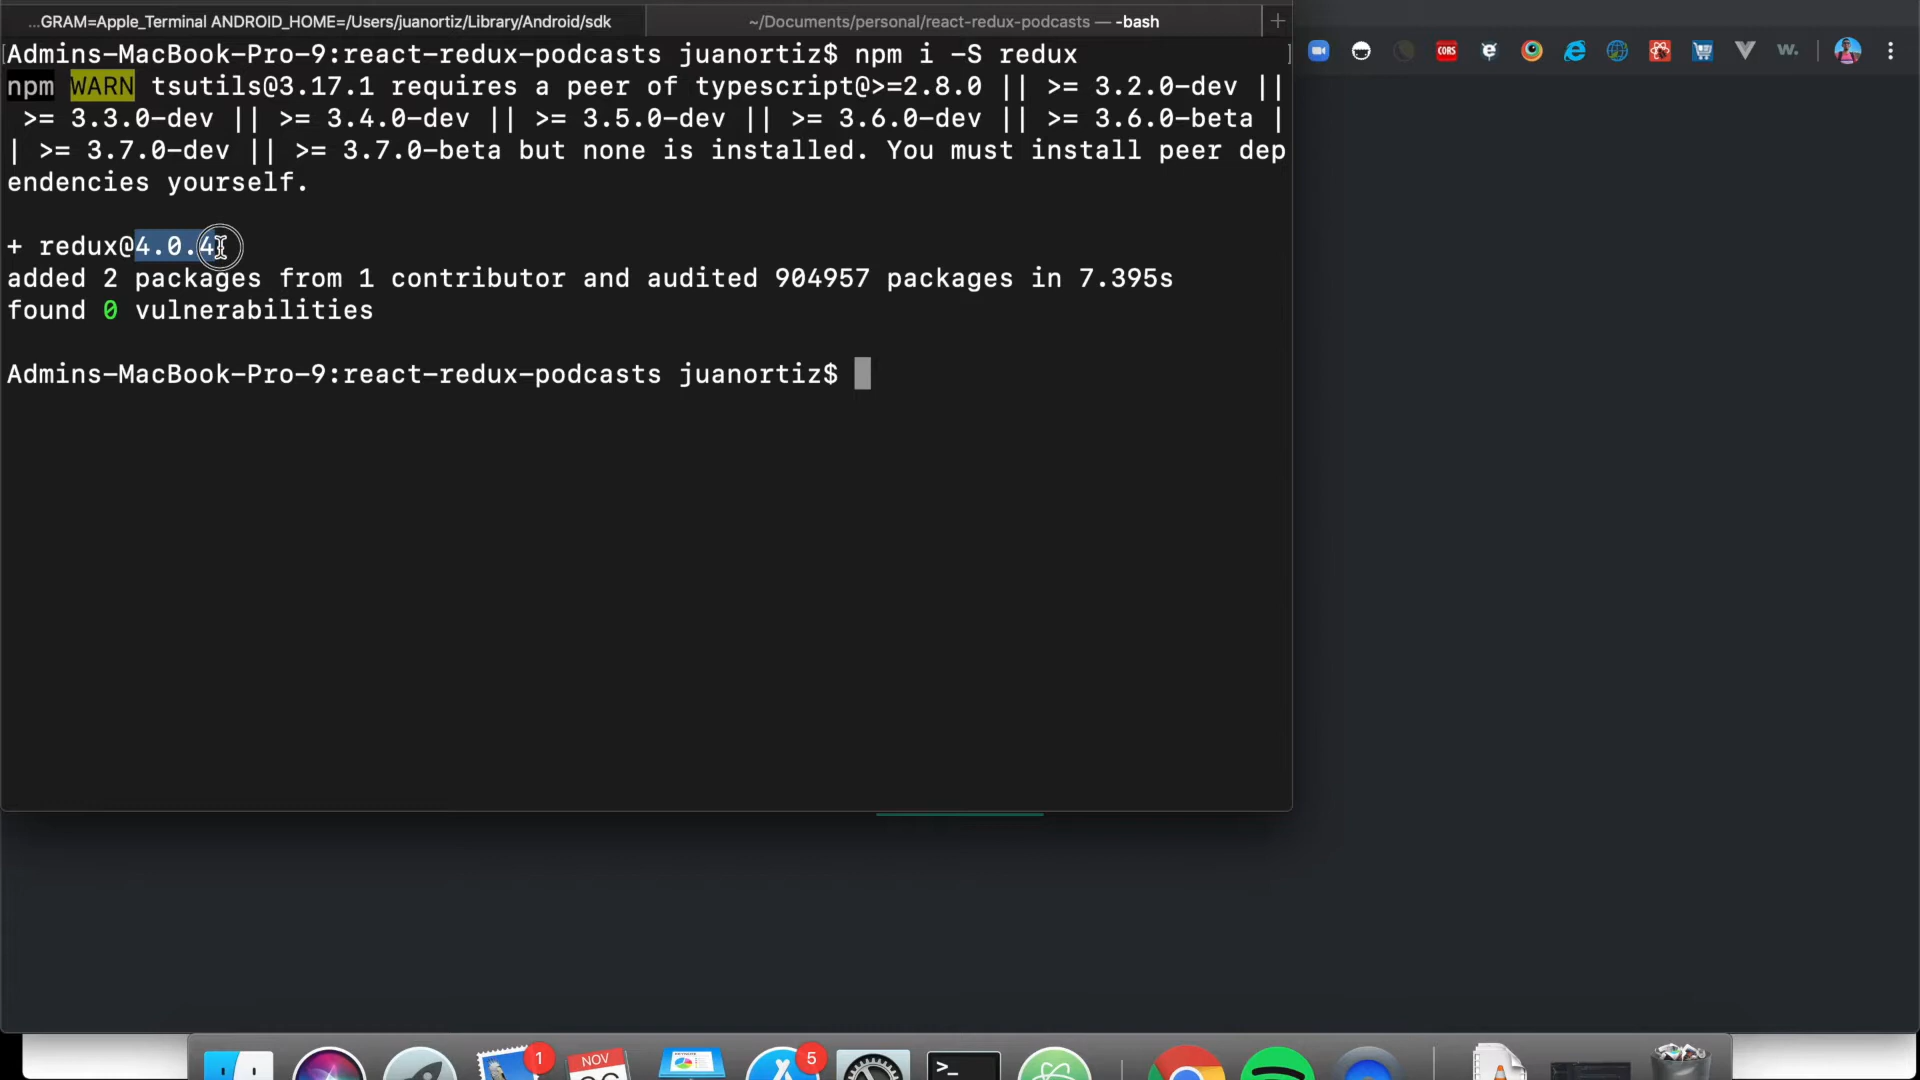 ...GRAM=Apple_Terminal ANDROID_HOME=/Users/juanortiz/Library/Android/sdk
~/Documents/personal/react-redux-podcasts — -bash
+
[Admins-MacBook-Pro-9:react-redux-podcasts juanortiz$ npm i -S redux ]
npm WARN tsutils@3.17.1 requires a peer of typescript@>=2.8.0 || >= 3.2.0-dev ||
>= 3.3.0-dev || >= 3.4.0-dev || >= 3.5.0-dev || >= 3.6.0-dev || >= 3.6.0-beta |
| >= 3.7.0-dev || >= 3.7.0-beta but none is installed. You must install peer dep
endencies yourself.
+ redux@4.0.4
added 2 packages from 1 contributor and audited 904957 packages in 7.395s
found 0 vulnerabilities
Admins-MacBook-Pro-9:react-redux-podcasts juanortiz$
CORS
w.
1
NOV
5
>_